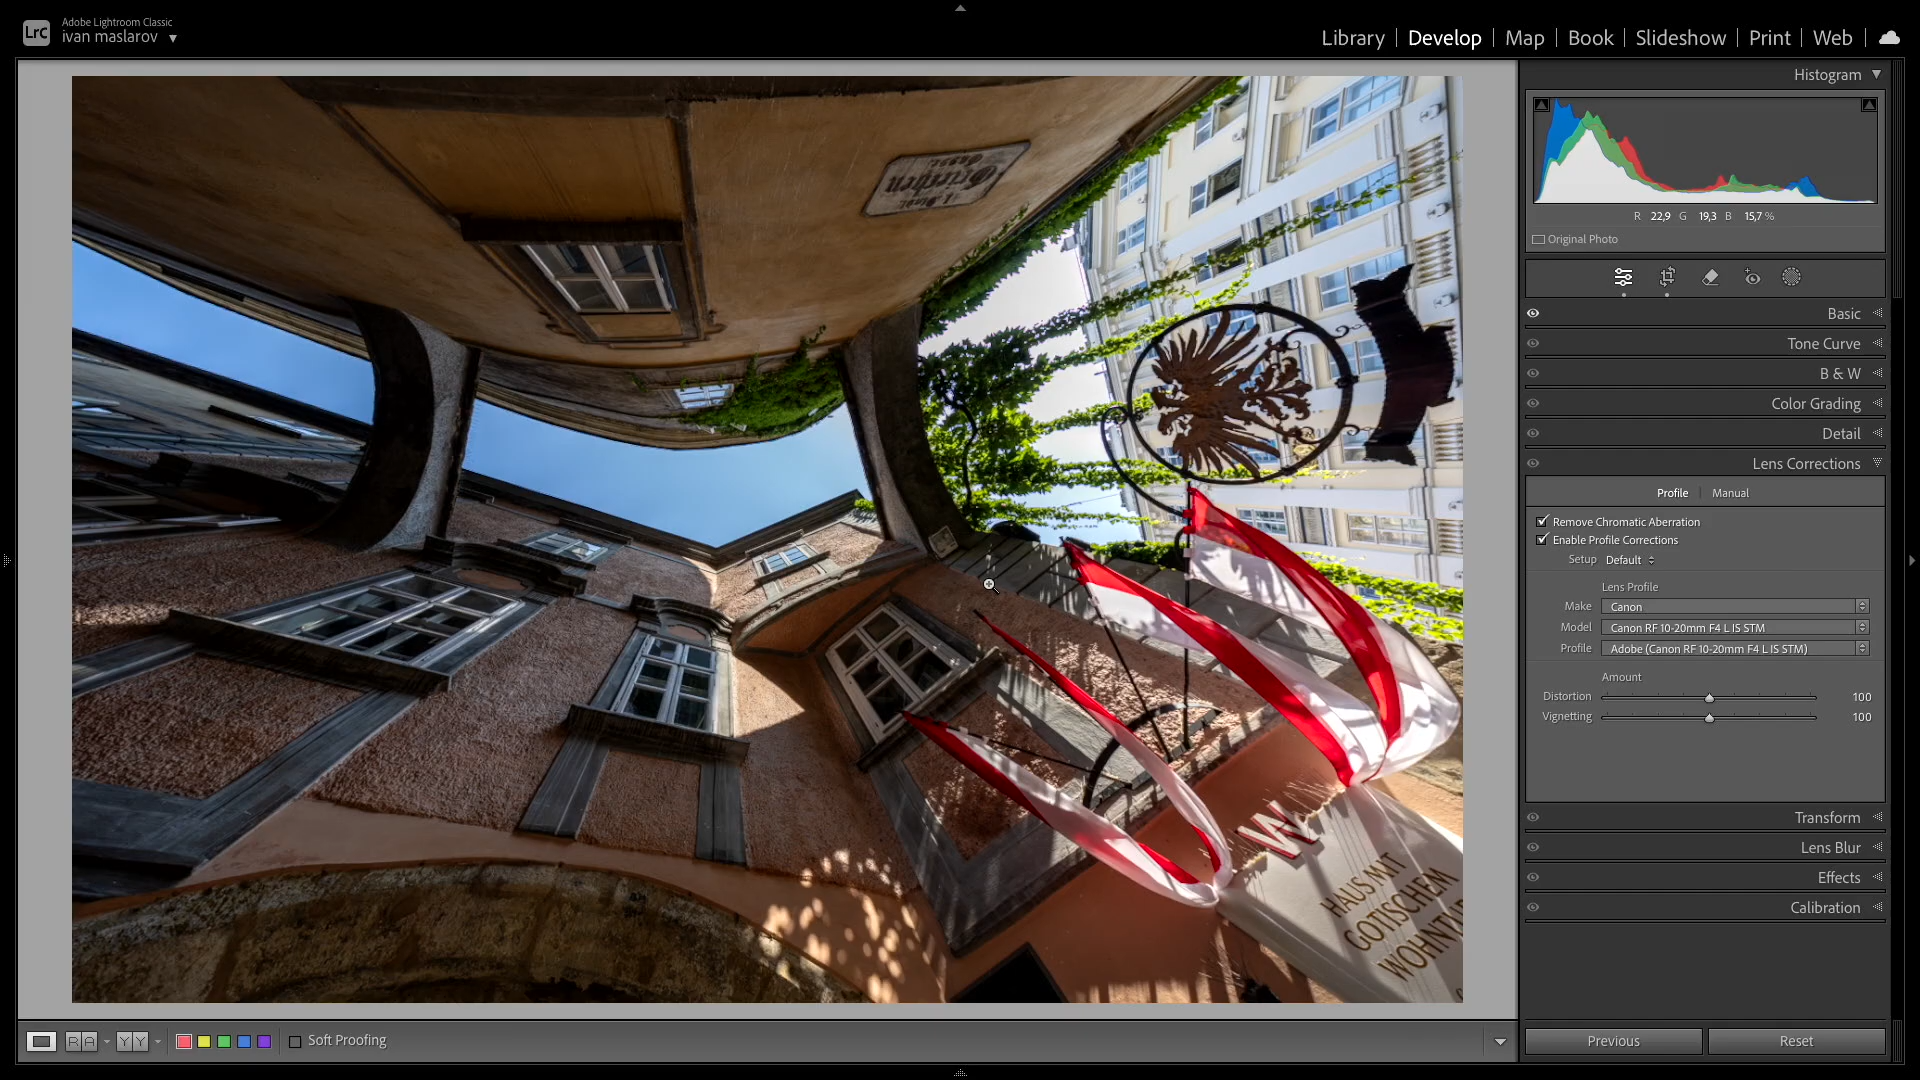 LrC
Adobe Lightroom Classic
ivan maslarov
Library
Develop
Map
Book
Slideshow
Print
Web
Histogram
R 22,9 G 19,3 B 15,7 %
Original Photo
Basic
Tone Curve
B & W
Color Grading
Detail
Lens Corrections
Profile | Manual
Remove Chromatic Aberration
Enable Profile Corrections
Setup Default
Lens Profile
Make Canon
Model Canon RF 10-20mm F4 L IS STM
Profile Adobe (Canon RF 10-20mm F4 L IS STM)
Amount
Distortion 100
Vignetting 100
Transform
Lens Blur
Effects
Calibration
W
HAUS MIT
GOTISCHEM
R A
Y Y
Soft Proofing
Previous
Reset